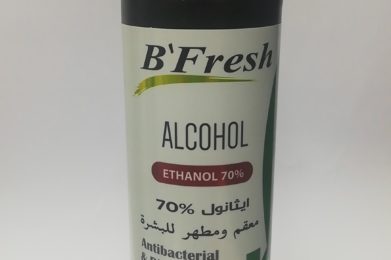 B'Fresh
ALCOHOL
ETHANOL 70%
ايثانول 70%
معقم ومطهر للبشرة
Antibacterial
&